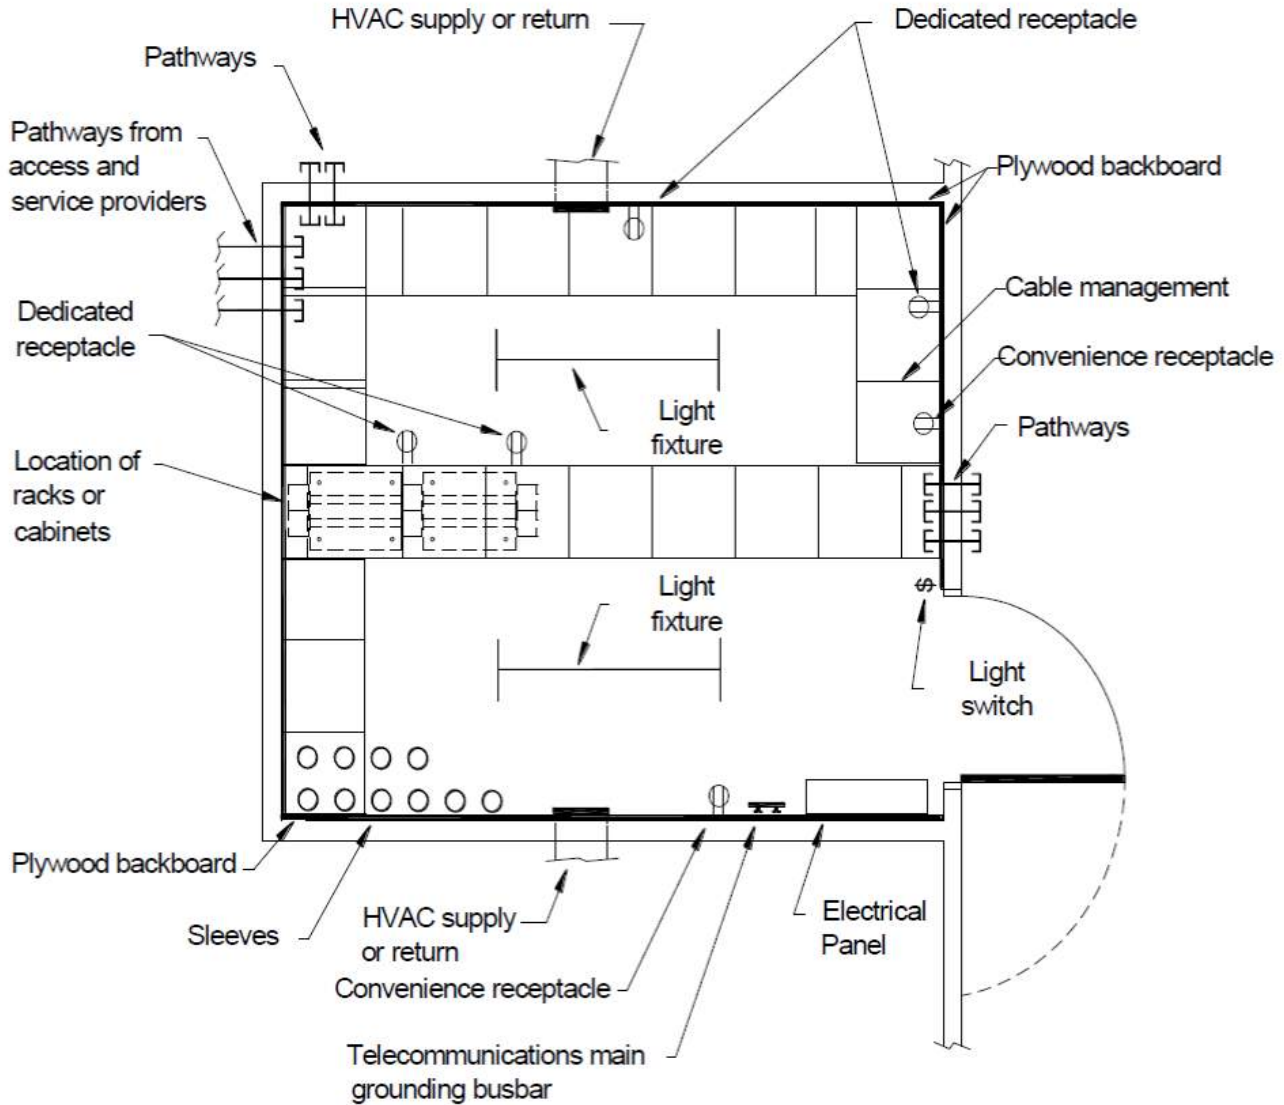 HVAC supply or return
Dedicated receptacle
Pathways
Pathways from
access and
service providers
Plywood backboard
Cable management
Dedicated
receptacle
Convenience receptacle
Light
fixture
Pathways
Location of
racks or
cabinets
Light
fixture
$
Light
switch
Plywood backboard
Sleeves
HVAC supply
or return
Electrical
Panel
Convenience receptacle
Telecommunications main
grounding busbar